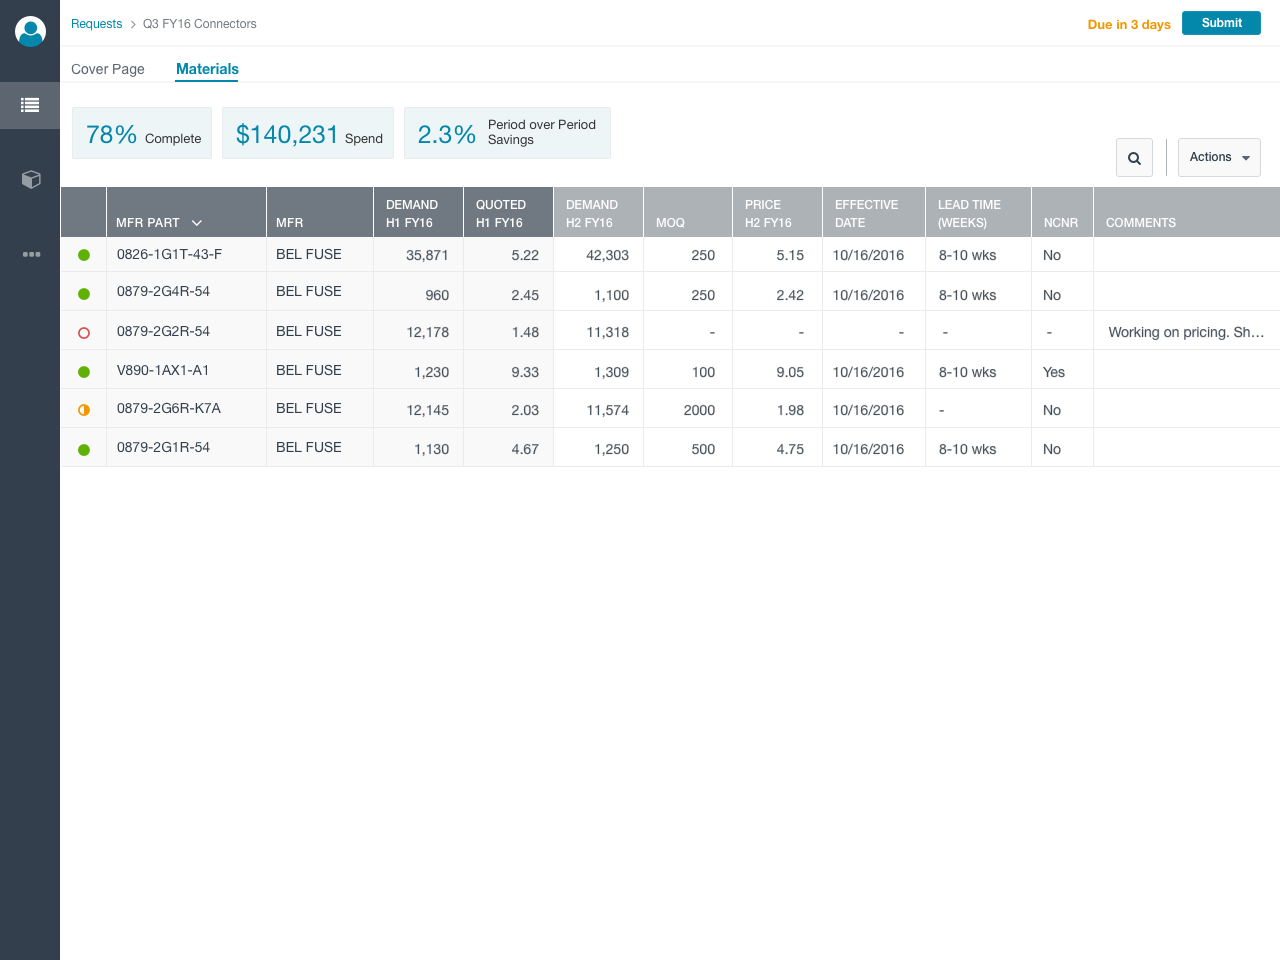 Requests > Q3 FY16 Connectors
Due in 3 days
Submit
Cover Page
Materials
78% Complete
$140,231 Spend
2.3% Period over Period
Savings
Actions
MFR PART
MFR
DEMAND
H1 FY16
QUOTED
H1 FY16
DEMAND
H2 FY16
MOQ
PRICE
H2 FY16
EFFECTIVE
DATE
LEAD TIME
(WEEKS)
NCNR
COMMENTS
0826-1G1T-43-F BEL FUSE 35,871 5.22 42,303 250 5.15 10/16/2016 8-10 wks No
0879-2G4R-54 BEL FUSE 960 2.45 1,100 250 2.42 10/16/2016 8-10 wks No
0879-2G2R-54 BEL FUSE 12,178 1.48 11,318 - - - - - Working on pricing. Sh...
V890-1AX1-A1 BEL FUSE 1,230 9.33 1,309 100 9.05 10/16/2016 8-10 wks Yes
0879-2G6R-K7A BEL FUSE 12,145 2.03 11,574 2000 1.98 10/16/2016 - No
0879-2G1R-54 BEL FUSE 1,130 4.67 1,250 500 4.75 10/16/2016 8-10 wks No